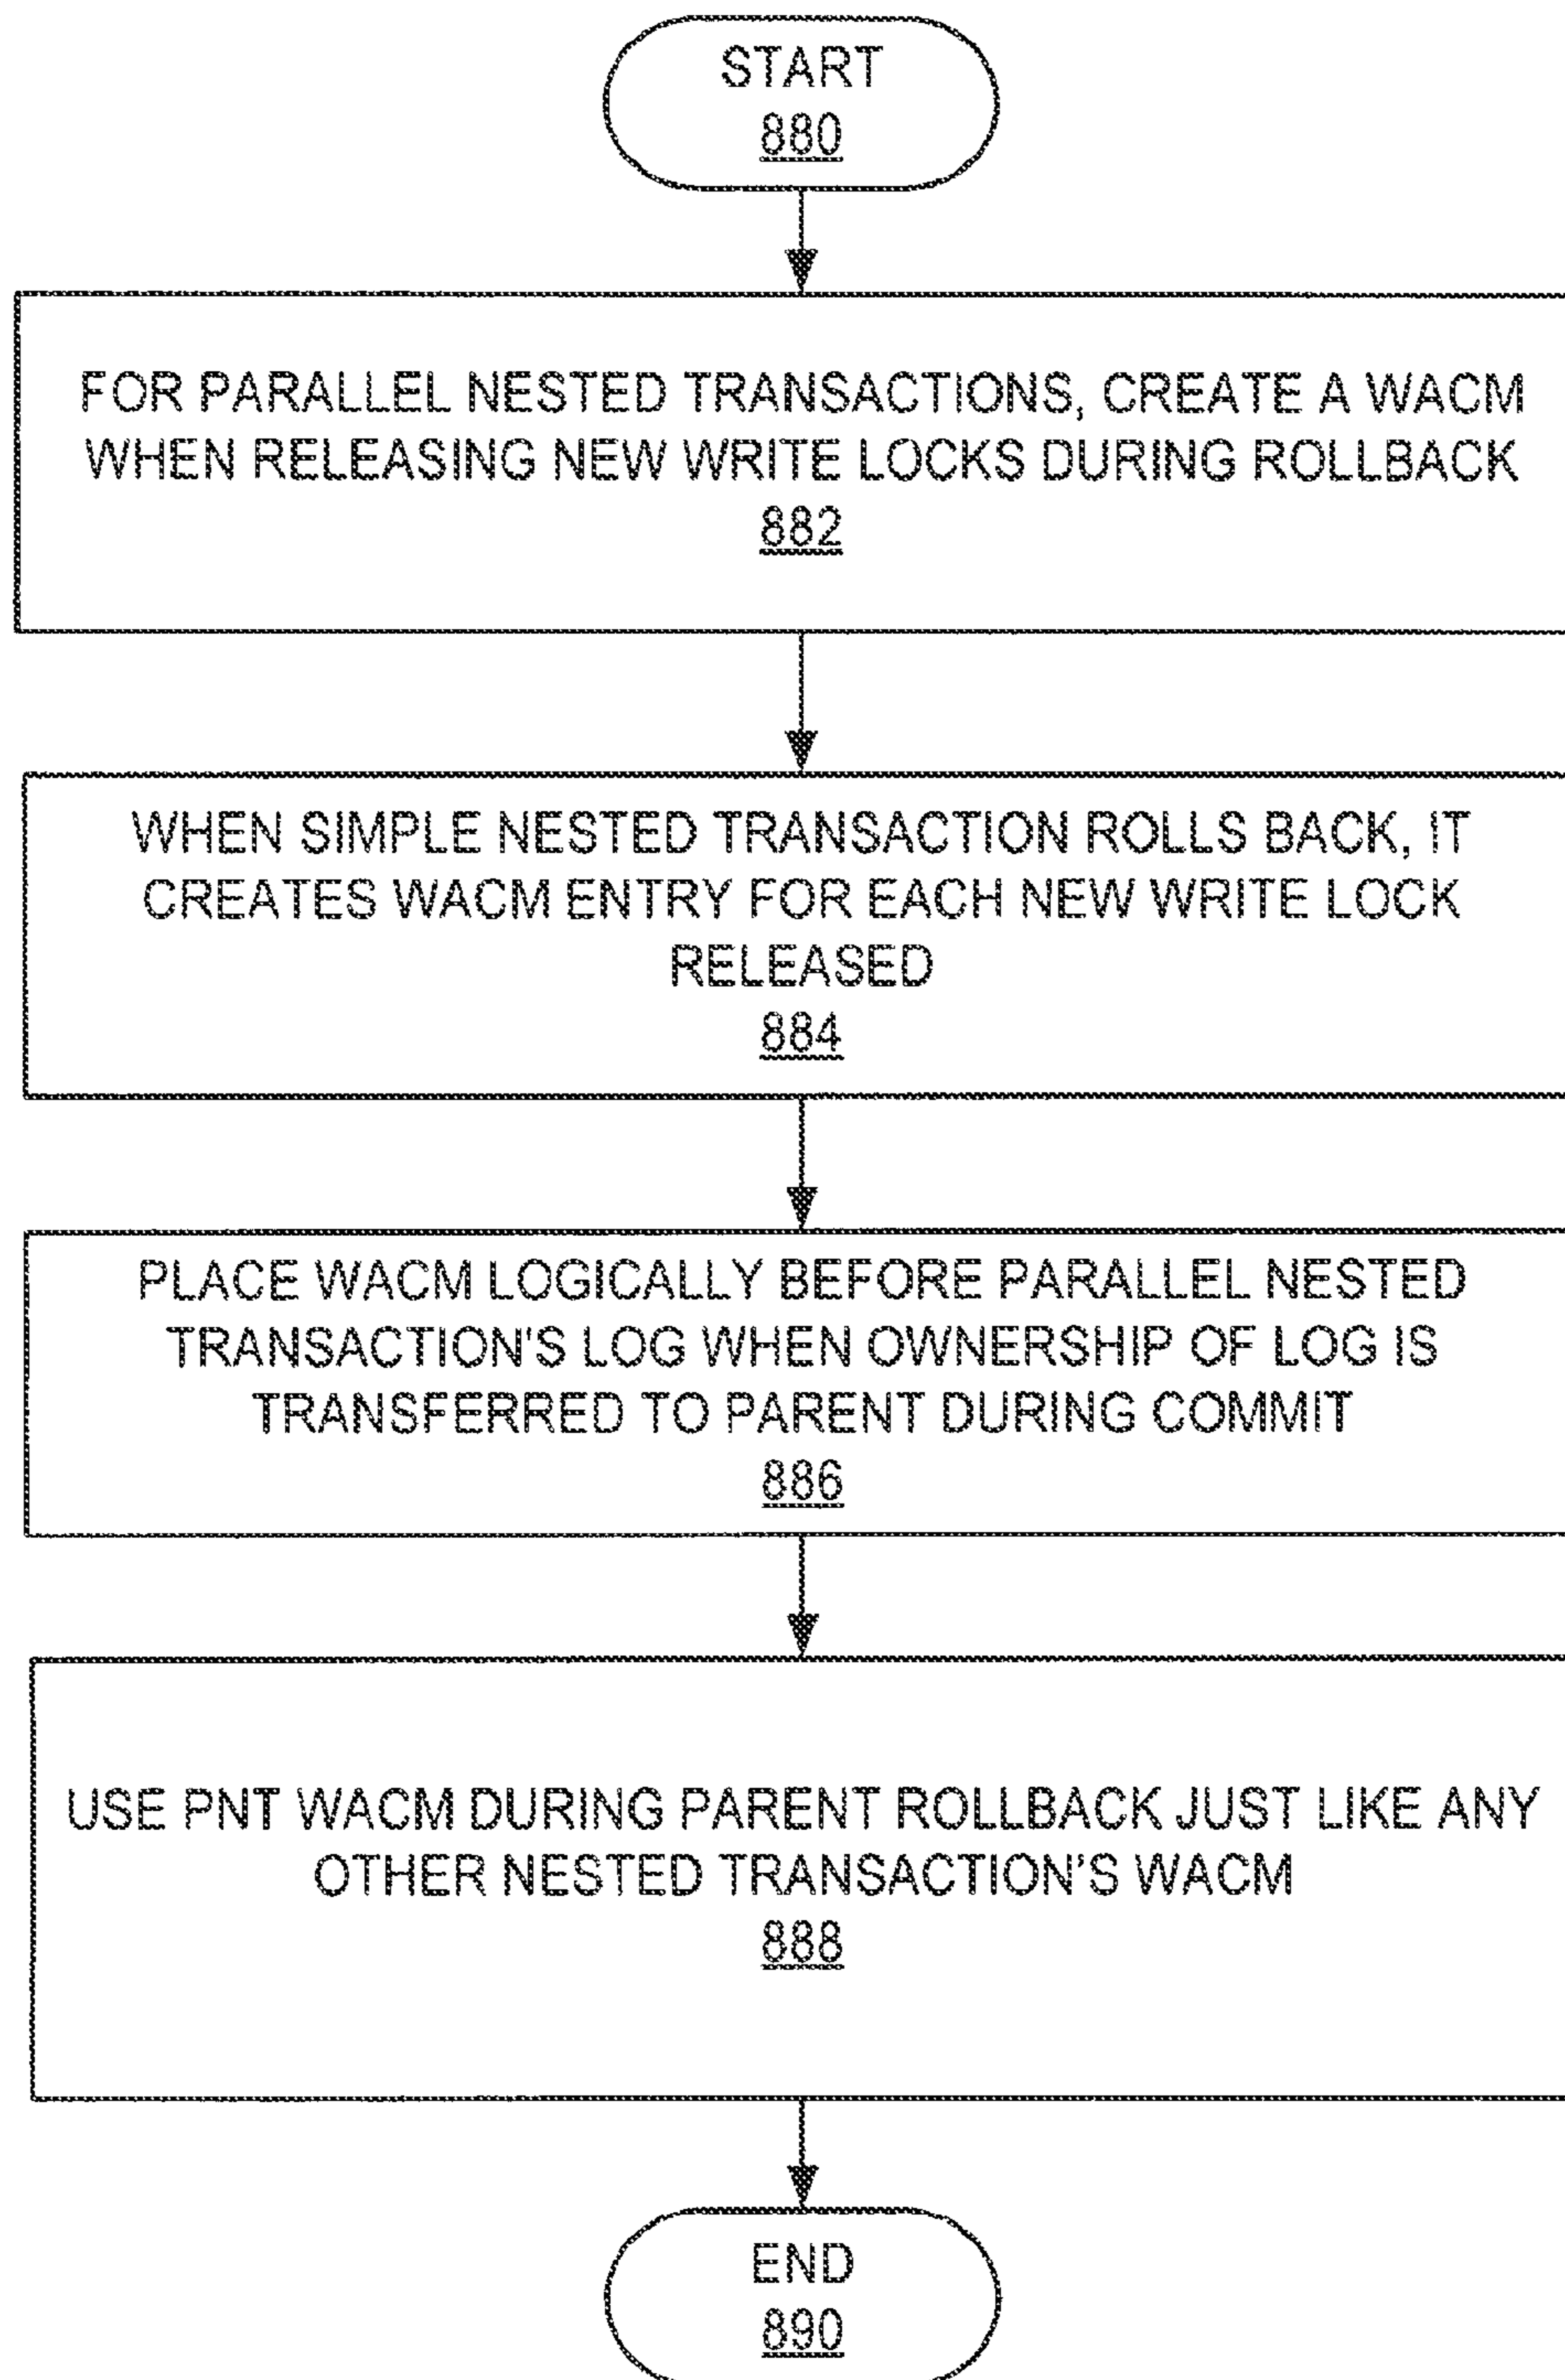 START
880
FOR PARALLEL NESTED TRANSACTIONS, CREATE A WACM
WHEN RELEASING NEW WRITE LOCKS DURING ROLLBACK
882
WHEN SIMPLE NESTED TRANSACTION ROLLS BACK, IT
CREATES WACM ENTRY FOR EACH NEW WRITE LOCK
RELEASED
884
PLACE WACM LOGICALLY BEFORE PARALLEL NESTED
TRANSACTION'S LOG WHEN OWNERSHIP OF LOG IS
TRANSFERRED TO PARENT DURING COMMIT
886
USE PNT WACM DURING PARENT ROLLBACK JUST LIKE ANY
OTHER NESTED TRANSACTION'S WACM
888
END
890